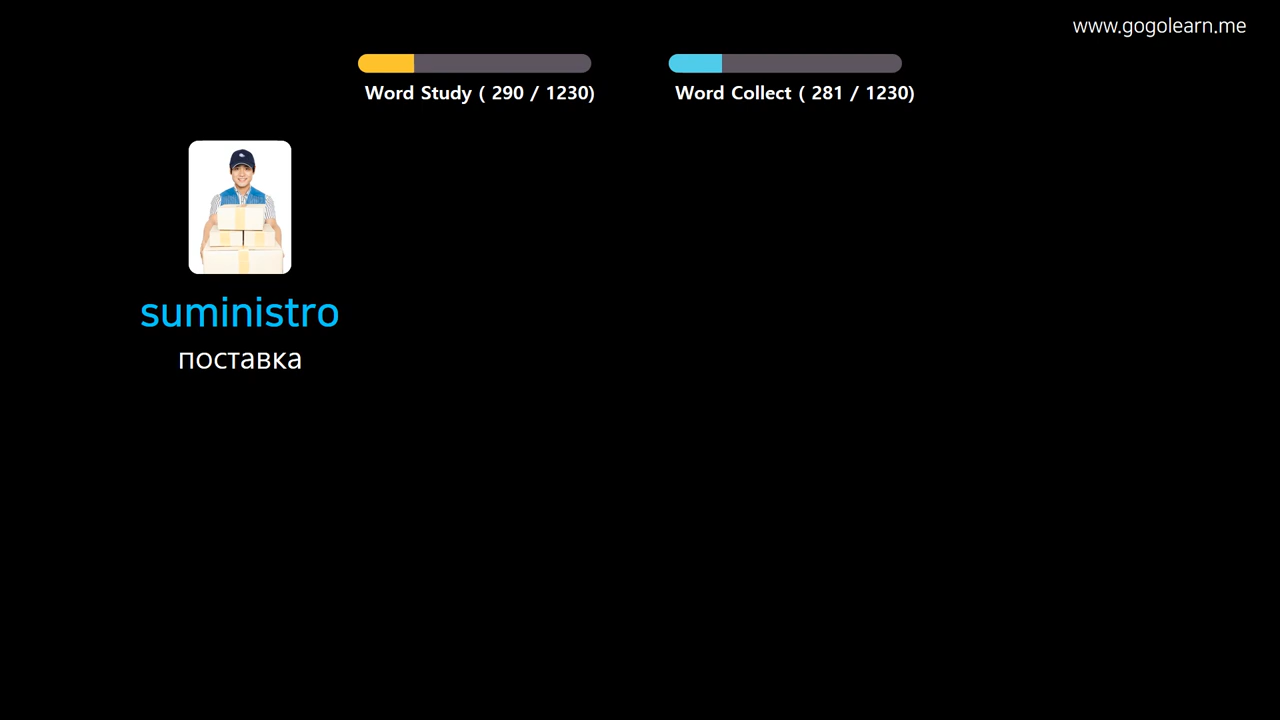 www.gogolearn.me
Word Study ( 290 / 1230)
Word Collect ( 281 / 1230)
suministro
поставка